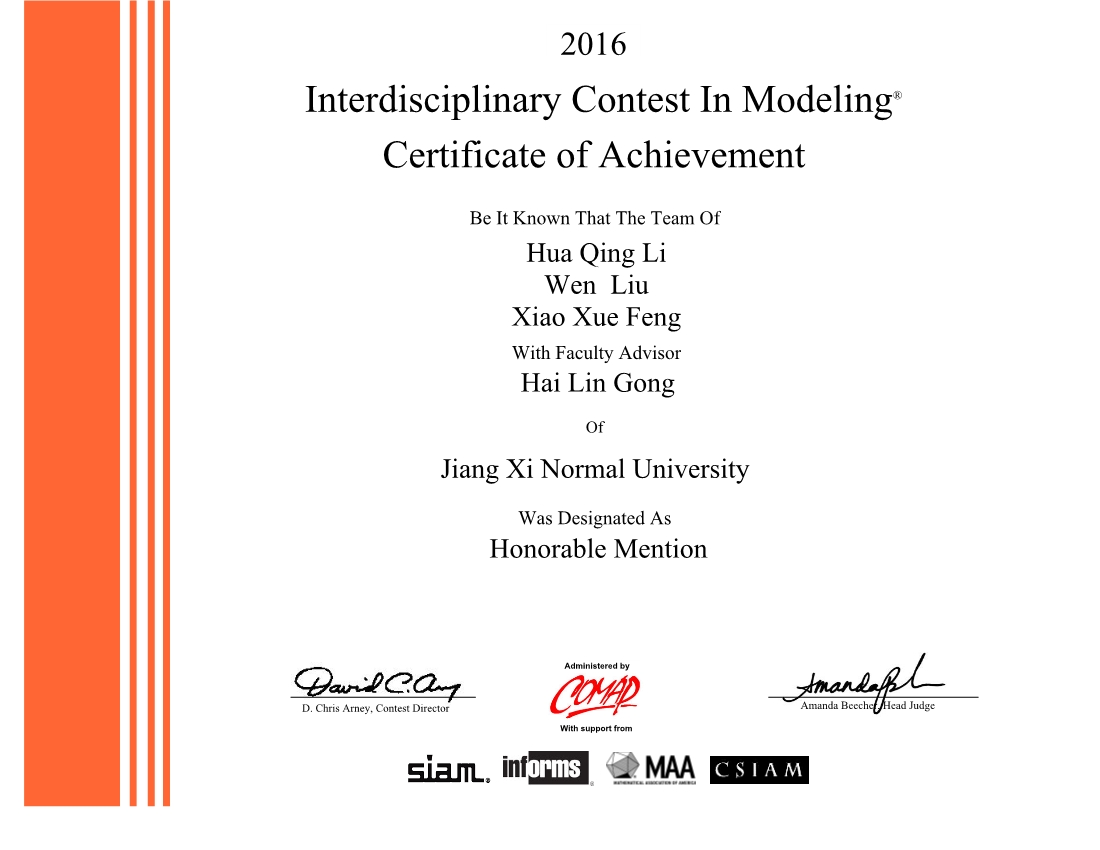 2016
Interdisciplinary Contest In Modeling®
Certificate of Achievement
Be It Known That The Team Of
Hua Qing Li
Wen Liu
Xiao Xue Feng
With Faculty Advisor
Hai Lin Gong
Of
Jiang Xi Normal University
Was Designated As
Honorable Mention
David C. Arney
D. Chris Arney, Contest Director
Administered by
COMAP
With support from
Amanda Beecher, Head Judge
siam. informs MAA CSIAM
MATHEMATICAL ASSOCIATION OF AMERICA